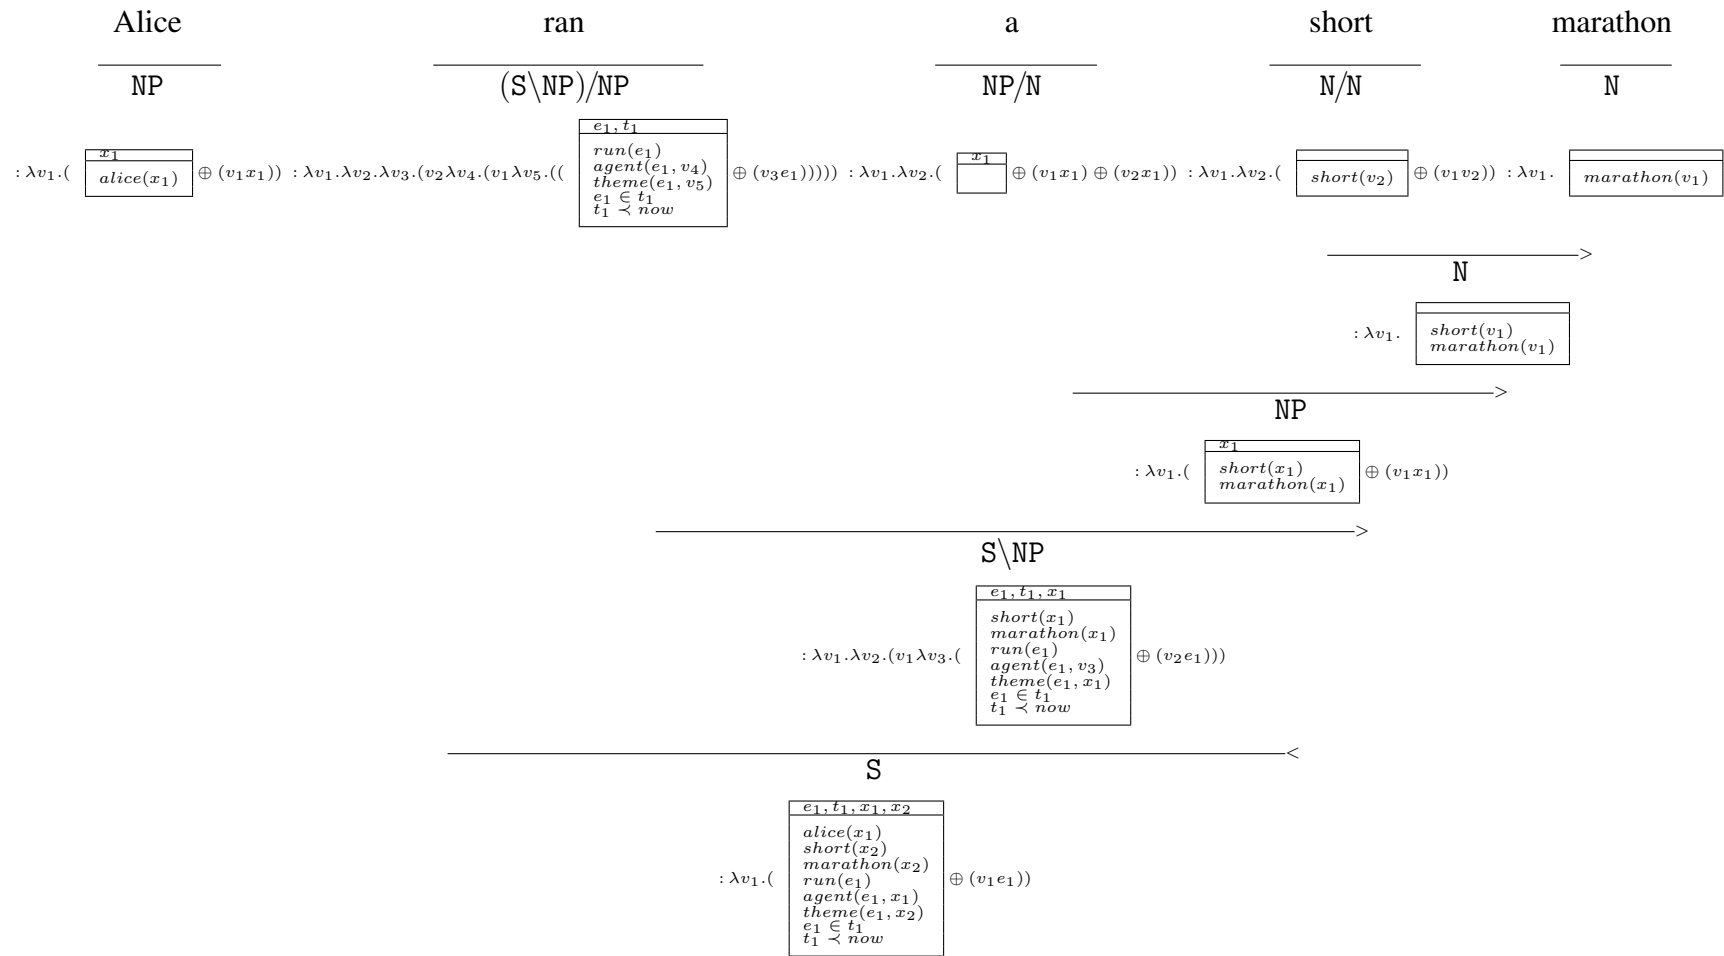 Alice ran a short marathon
NP (S\NP)/NP NP/N N/N N
: λv₁.( x₁ alice(x₁) ⊕ (v₁x₁)) : λv₁.λv₂.λv₃.(v₂λv₄.(v₁λv₅.(( e₁, t₁ run(e₁) agent(e₁, v₄) theme(e₁, v₅) e₁ ∈ t₁ t₁ ≺ now ⊕ (v₃e₁))))) : λv₁.λv₂.( x₁ ⊕ (v₁x₁) ⊕ (v₂x₁)) : λv₁.λv₂.( short(v₂) ⊕ (v₁v₂)) : λv₁. marathon(v₁)
>
N
: λv₁. short(v₁)
marathon(v₁)
>
NP
x₁
: λv₁.( short(x₁) ⊕ (v₁x₁))
marathon(x₁)
>
S\NP
e₁, t₁, x₁
short(x₁)
marathon(x₁)
run(e₁)
: λv₁.λv₂.(v₁λv₃.( agent(e₁, v₃) ⊕ (v₂e₁)))
theme(e₁, x₁)
e₁ ∈ t₁
t₁ ≺ now
<
S
e₁, t₁, x₁, x₂
alice(x₁)
short(x₂)
marathon(x₂)
: λv₁.( run(e₁) ⊕ (v₁e₁))
agent(e₁, x₁)
theme(e₁, x₂)
e₁ ∈ t₁
t₁ ≺ now